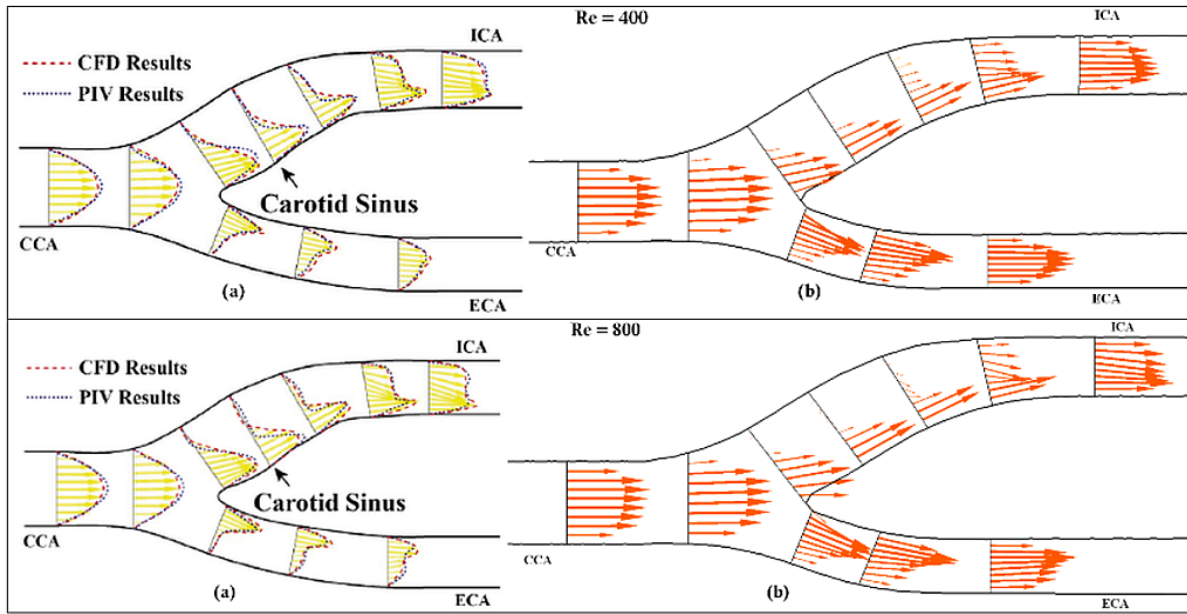 Re = 400
ICA
ICA
CFD Results
PIV Results
Carotid Sinus
CCA
CCA
(a)
(b)
ECA
ECA
Re = 800
ICA
ICA
CFD Results
PIV Results
Carotid Sinus
CCA
CCA
(a)
(b)
ECA
ECA